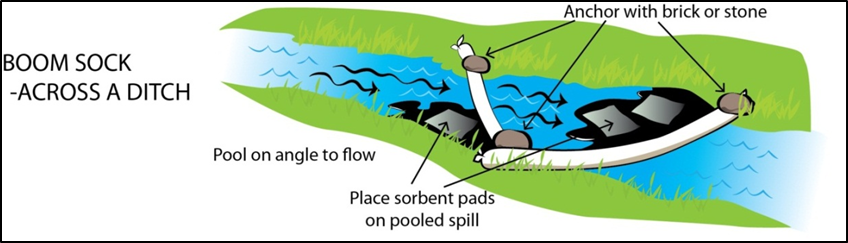 Anchor with brick or stone
BOOM SOCK
-ACROSS A DITCH
Pool on angle to flow
Place sorbent pads
on pooled spill